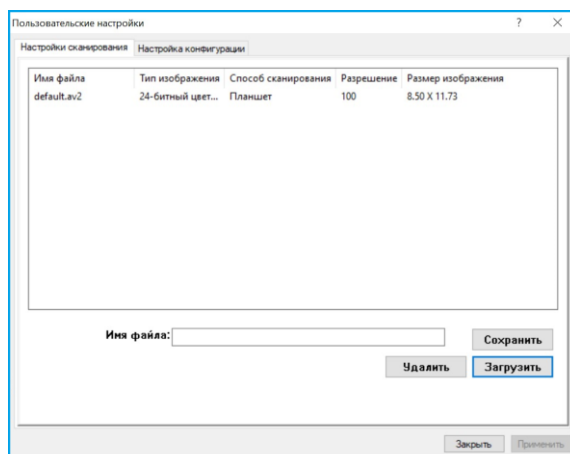 Пользовательские настройки ?
Настройки сканирования Настройка конфигурации
Имя файла Тип изображения Способ сканирования Разрешение Размер изображения
default.av2 24-битный цвет... Планшет 100 8.50 X 11.73
Имя файла:
Сохранить
Удалить Загрузить
Закрыть Применить